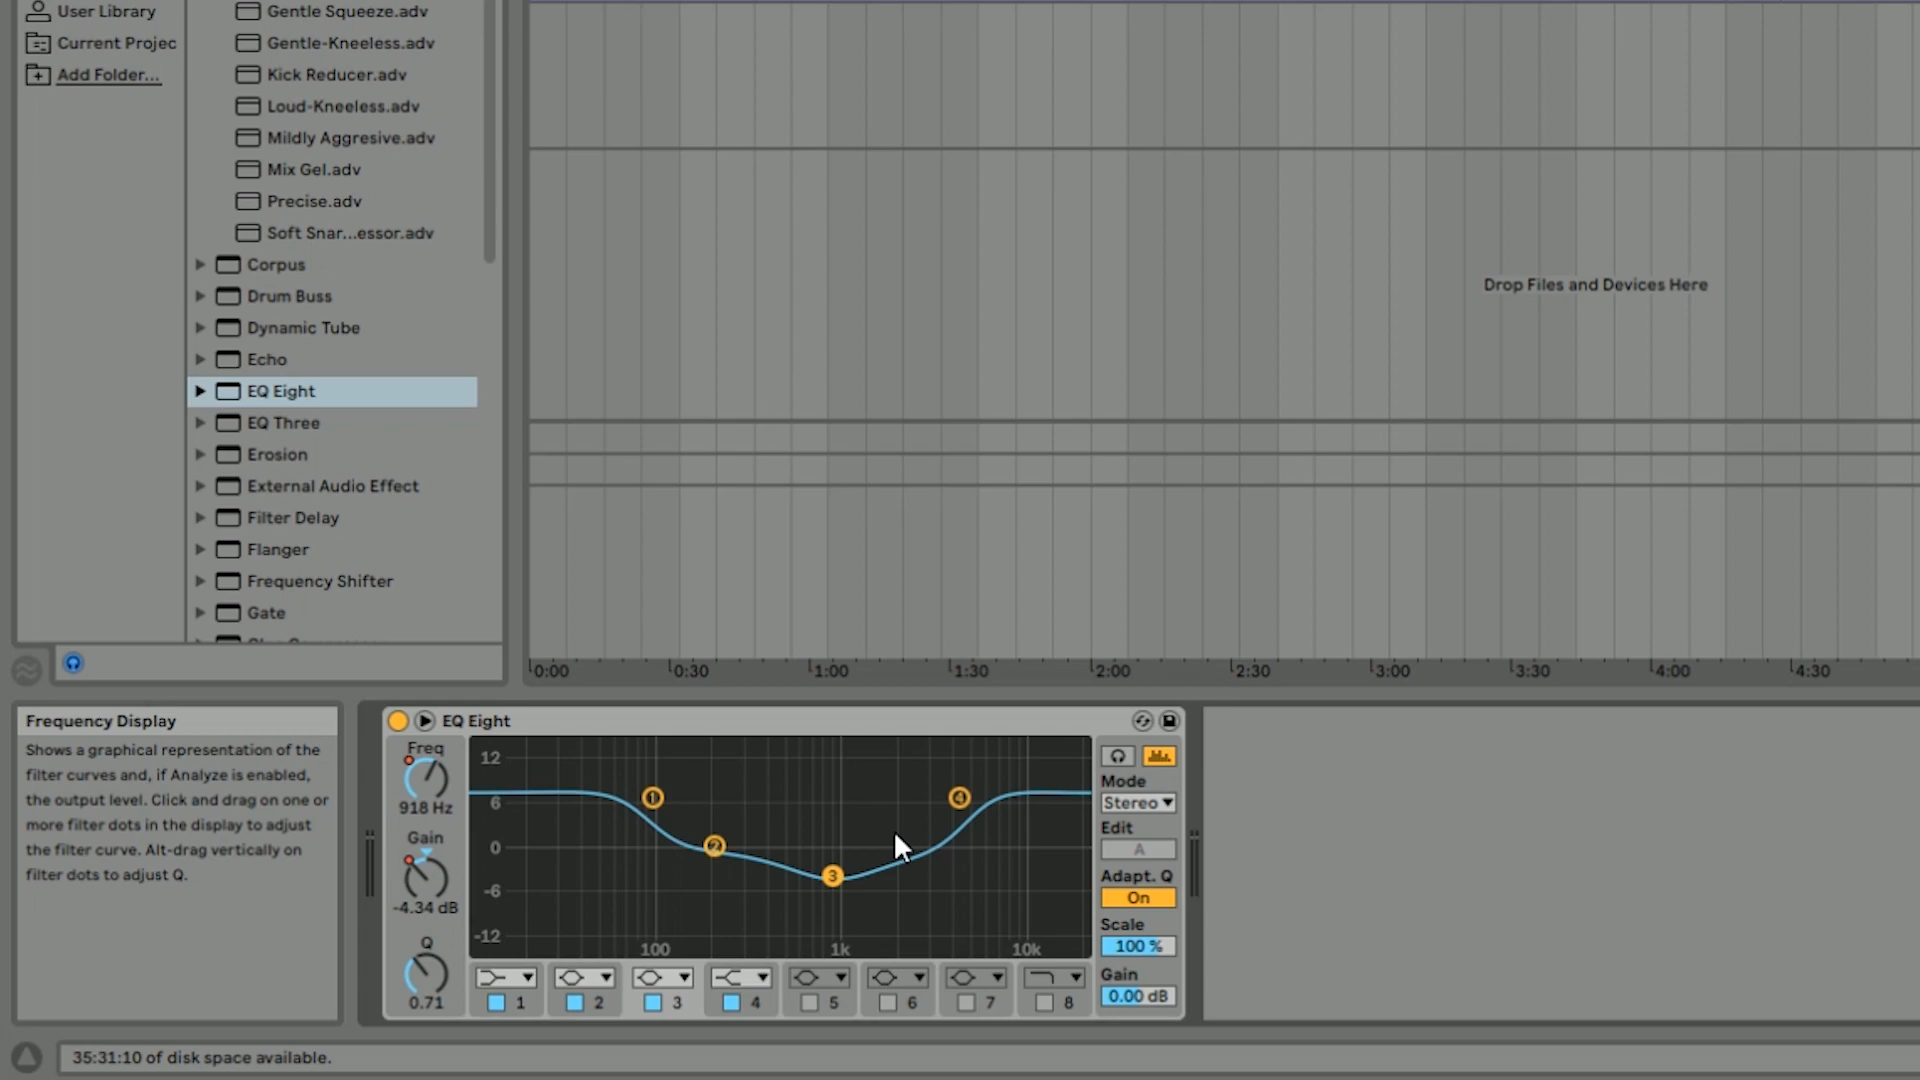 User Library
Current Projec
Add Folder...
Gentle Squeeze.adv
Gentle-Kneeless.adv
Kick Reducer.adv
Loud-Kneeless.adv
Mildly Aggresive.adv
Mix Gel.adv
Precise.adv
Soft Snar...essor.adv
Corpus
Drum Buss
Dynamic Tube
Echo
EQ Eight
EQ Three
Erosion
External Audio Effect
Filter Delay
Flanger
Frequency Shifter
Gate
Drop Files and Devices Here
0:00 0:30 1:00 1:30 2:00 2:30 3:00 3:30 4:00 4:30
Frequency Display
Shows a graphical representation of the
filter curves and, if Analyze is enabled,
the output level. Click and drag on one or
more filter dots in the display to adjust
the filter curve. Alt-drag vertically on
filter dots to adjust Q.
EQ Eight
Freq
918 Hz
Gain
-4.34 dB
Q
0.71
12
6
0
-6
-12
100 1k 10k
1
2
3
4
1 2 3 4 5 6 7 8
Mode
Stereo
Edit
A
Adapt. Q
On
Scale
100 %
Gain
0.00 dB
35:31:10 of disk space available.